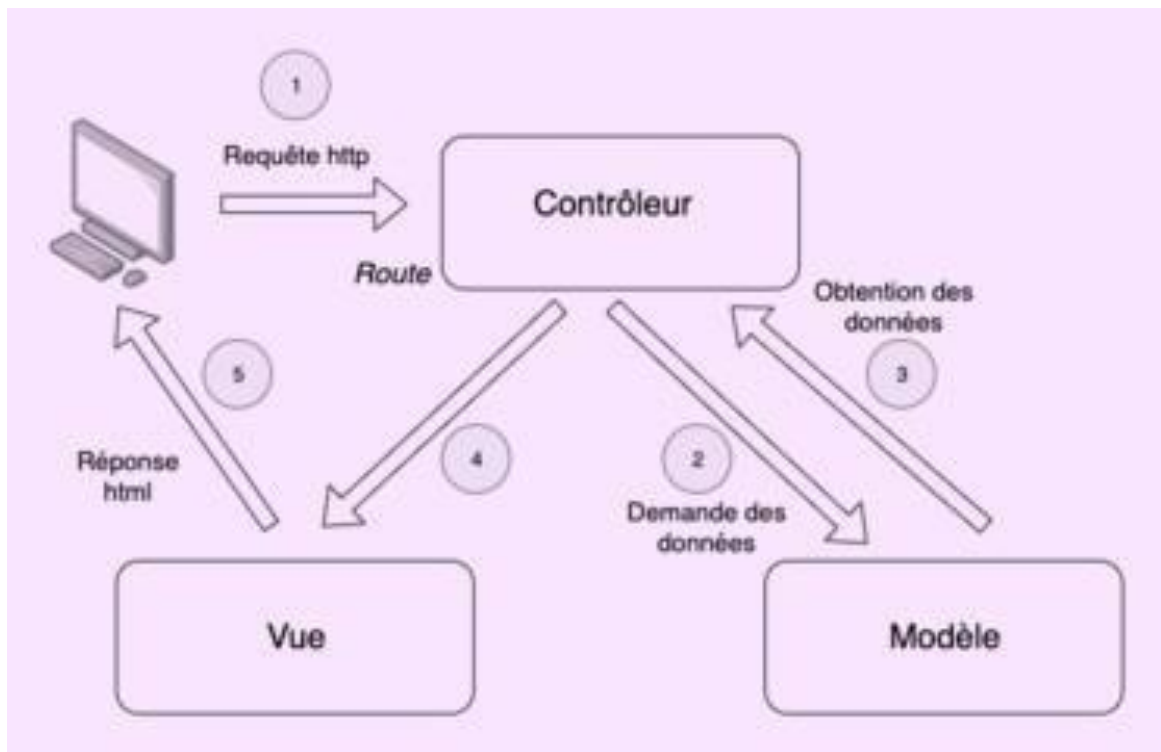 1
Requête http
Contrôleur
Route
Obtention des
données
3
5
4
2
Réponse
html
Demande des
données
Vue
Modèle